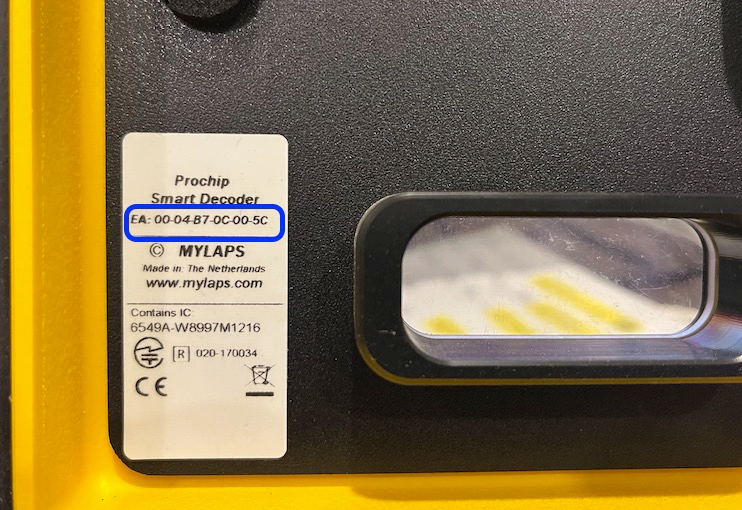 Prochip
Smart Decoder
EA: 00-04-B7-0C-00-5C
© MYLAPS
Made in: The Netherlands
www.mylaps.com
Contains IC:
6549A-W8997M1216
R 020-170034
CE